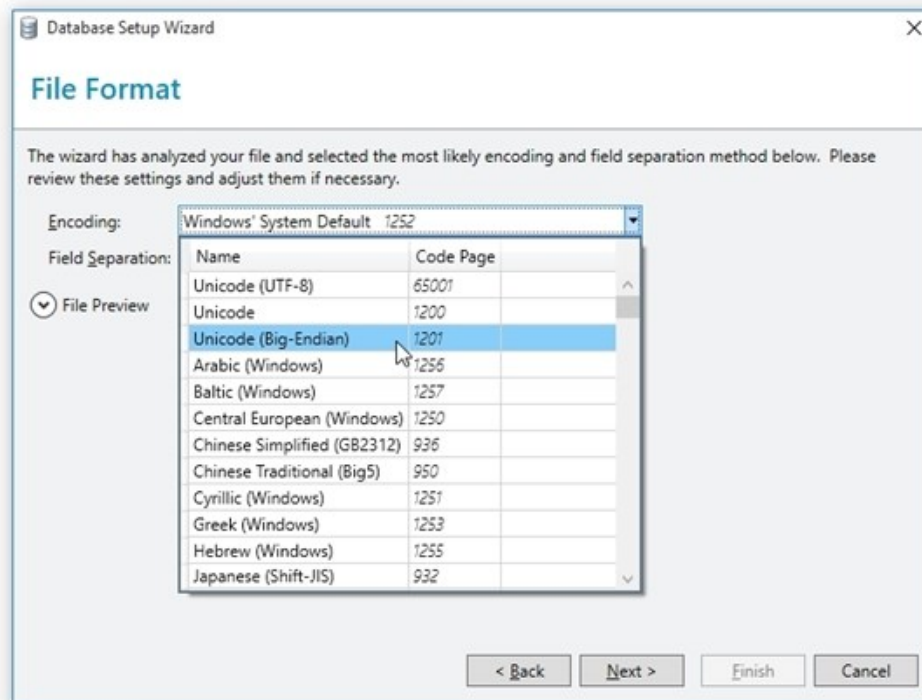 Database Setup Wizard
File Format
The wizard has analyzed your file and selected the most likely encoding and field separation method below. Please
review these settings and adjust them if necessary.
Encoding: Windows' System Default 1252
Field Separation:
Name Code Page
Unicode (UTF-8) 65001
Unicode 1200
Unicode (Big-Endian) 1201
Arabic (Windows) 1256
Baltic (Windows) 1257
Central European (Windows) 1250
Chinese Simplified (GB2312) 936
Chinese Traditional (Big5) 950
Cyrillic (Windows) 1251
Greek (Windows) 1253
Hebrew (Windows) 1255
Japanese (Shift-JIS) 932
File Preview
< Back Next > Finish Cancel